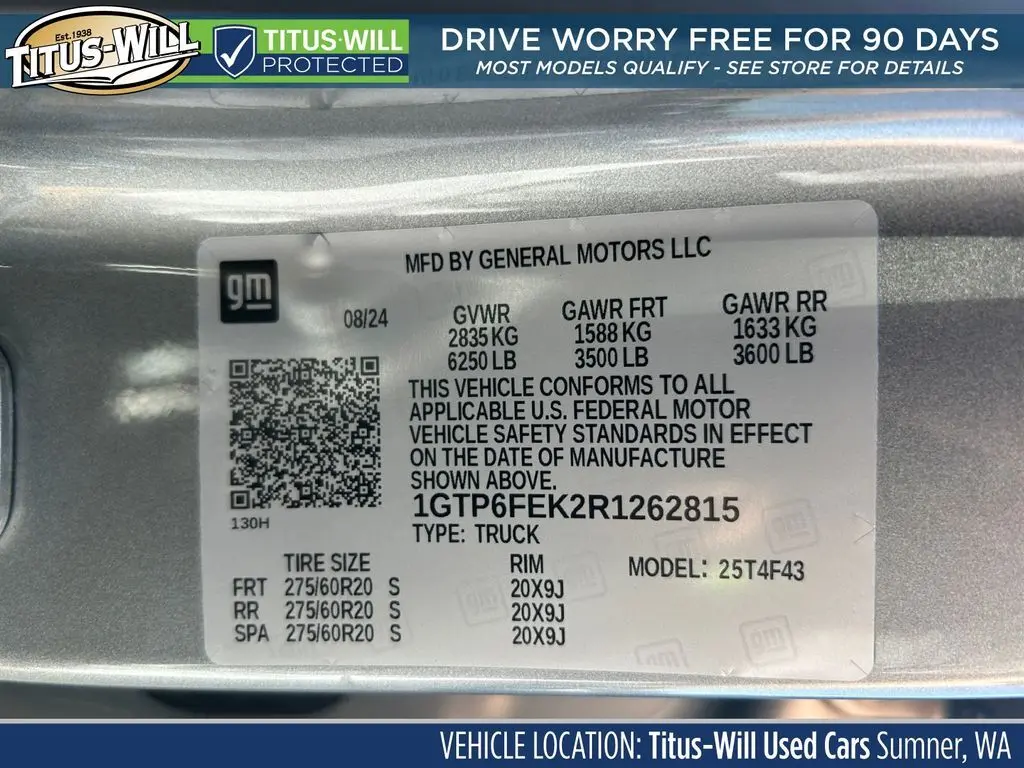 Est.1938
TITUS-WILL
TITUS-WILL
PROTECTED
DRIVE WORRY FREE FOR 90 DAYS
MOST MODELS QUALIFY - SEE STORE FOR DETAILS
gm
MFD BY GENERAL MOTORS LLC
08/24 GVWR GAWR FRT GAWR RR
2835 KG 1588 KG 1633 KG
6250 LB 3500 LB 3600 LB
THIS VEHICLE CONFORMS TO ALL
APPLICABLE U.S. FEDERAL MOTOR
VEHICLE SAFETY STANDARDS IN EFFECT
ON THE DATE OF MANUFACTURE
SHOWN ABOVE.
1GTP6FEK2R1262815
130H
TYPE: TRUCK
TIRE SIZE RIM MODEL: 25T4F43
FRT 275/60R20 S 20X9J
RR 275/60R20 S 20X9J
SPA 275/60R20 S 20X9J
VEHICLE LOCATION: Titus-Will Used Cars Sumner, WA